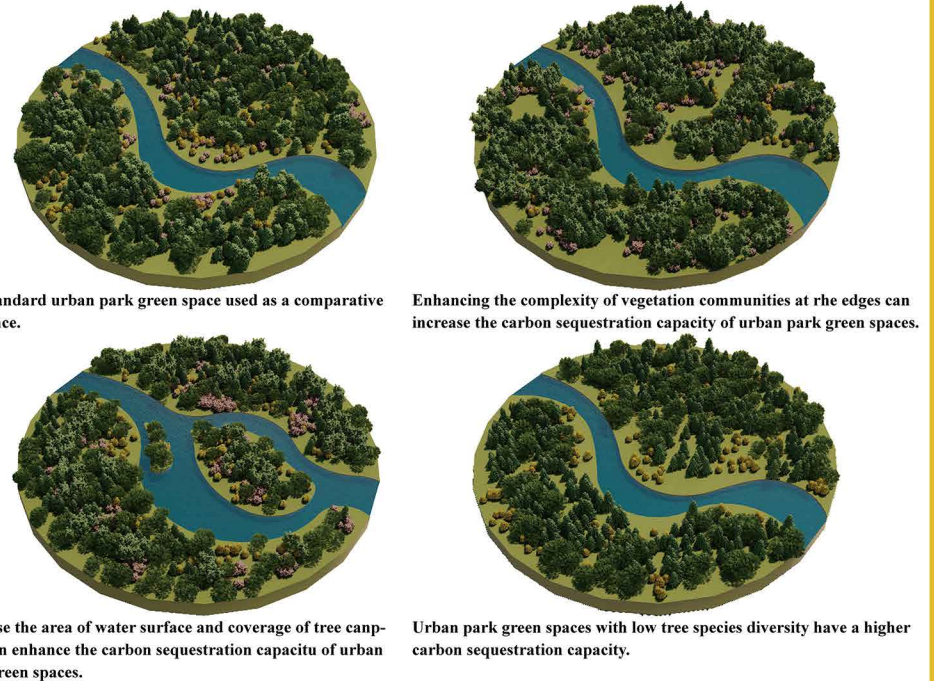 andard urban park green space used as a comparative
nce.
Enhancing the complexity of vegetation communities at rhe edges can
increase the carbon sequestration capacity of urban park green spaces.
se the area of water surface and coverage of tree canp-
n enhance the carbon sequestration capacitu of urban
reen spaces.
Urban park green spaces with low tree species diversity have a higher
carbon sequestration capacity.